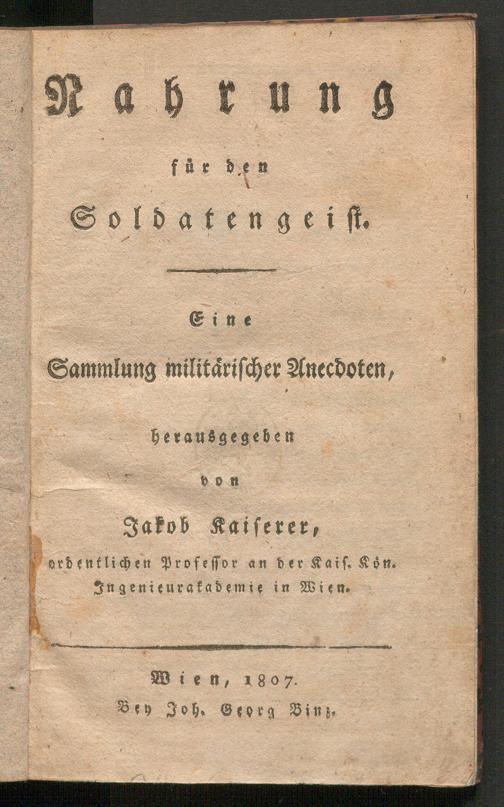 Nahrung
für den
Soldatengeist.
Eine
Sammlung militärischer Anecdoten,
herausgegeben
von
Jakob Kaiserer,
ordentlichen Professor an der Kais. Kön.
Ingenieurakademie in Wien.
Wien, 1807.
Bey Joh. Georg Binz.